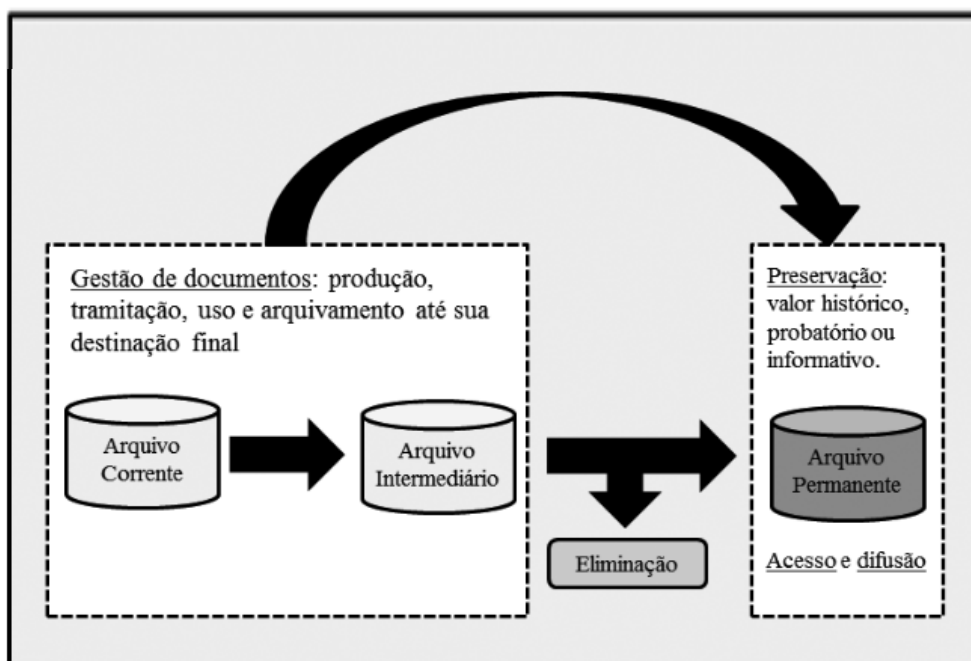 Gestão de documentos: produção,
tramitação, uso e arquivamento até sua
destinação final
Arquivo
Corrente
Arquivo
Intermediário
Eliminação
Preservação:
valor histórico,
probatório ou
informativo.
Arquivo
Permanente
Acesso e difusão